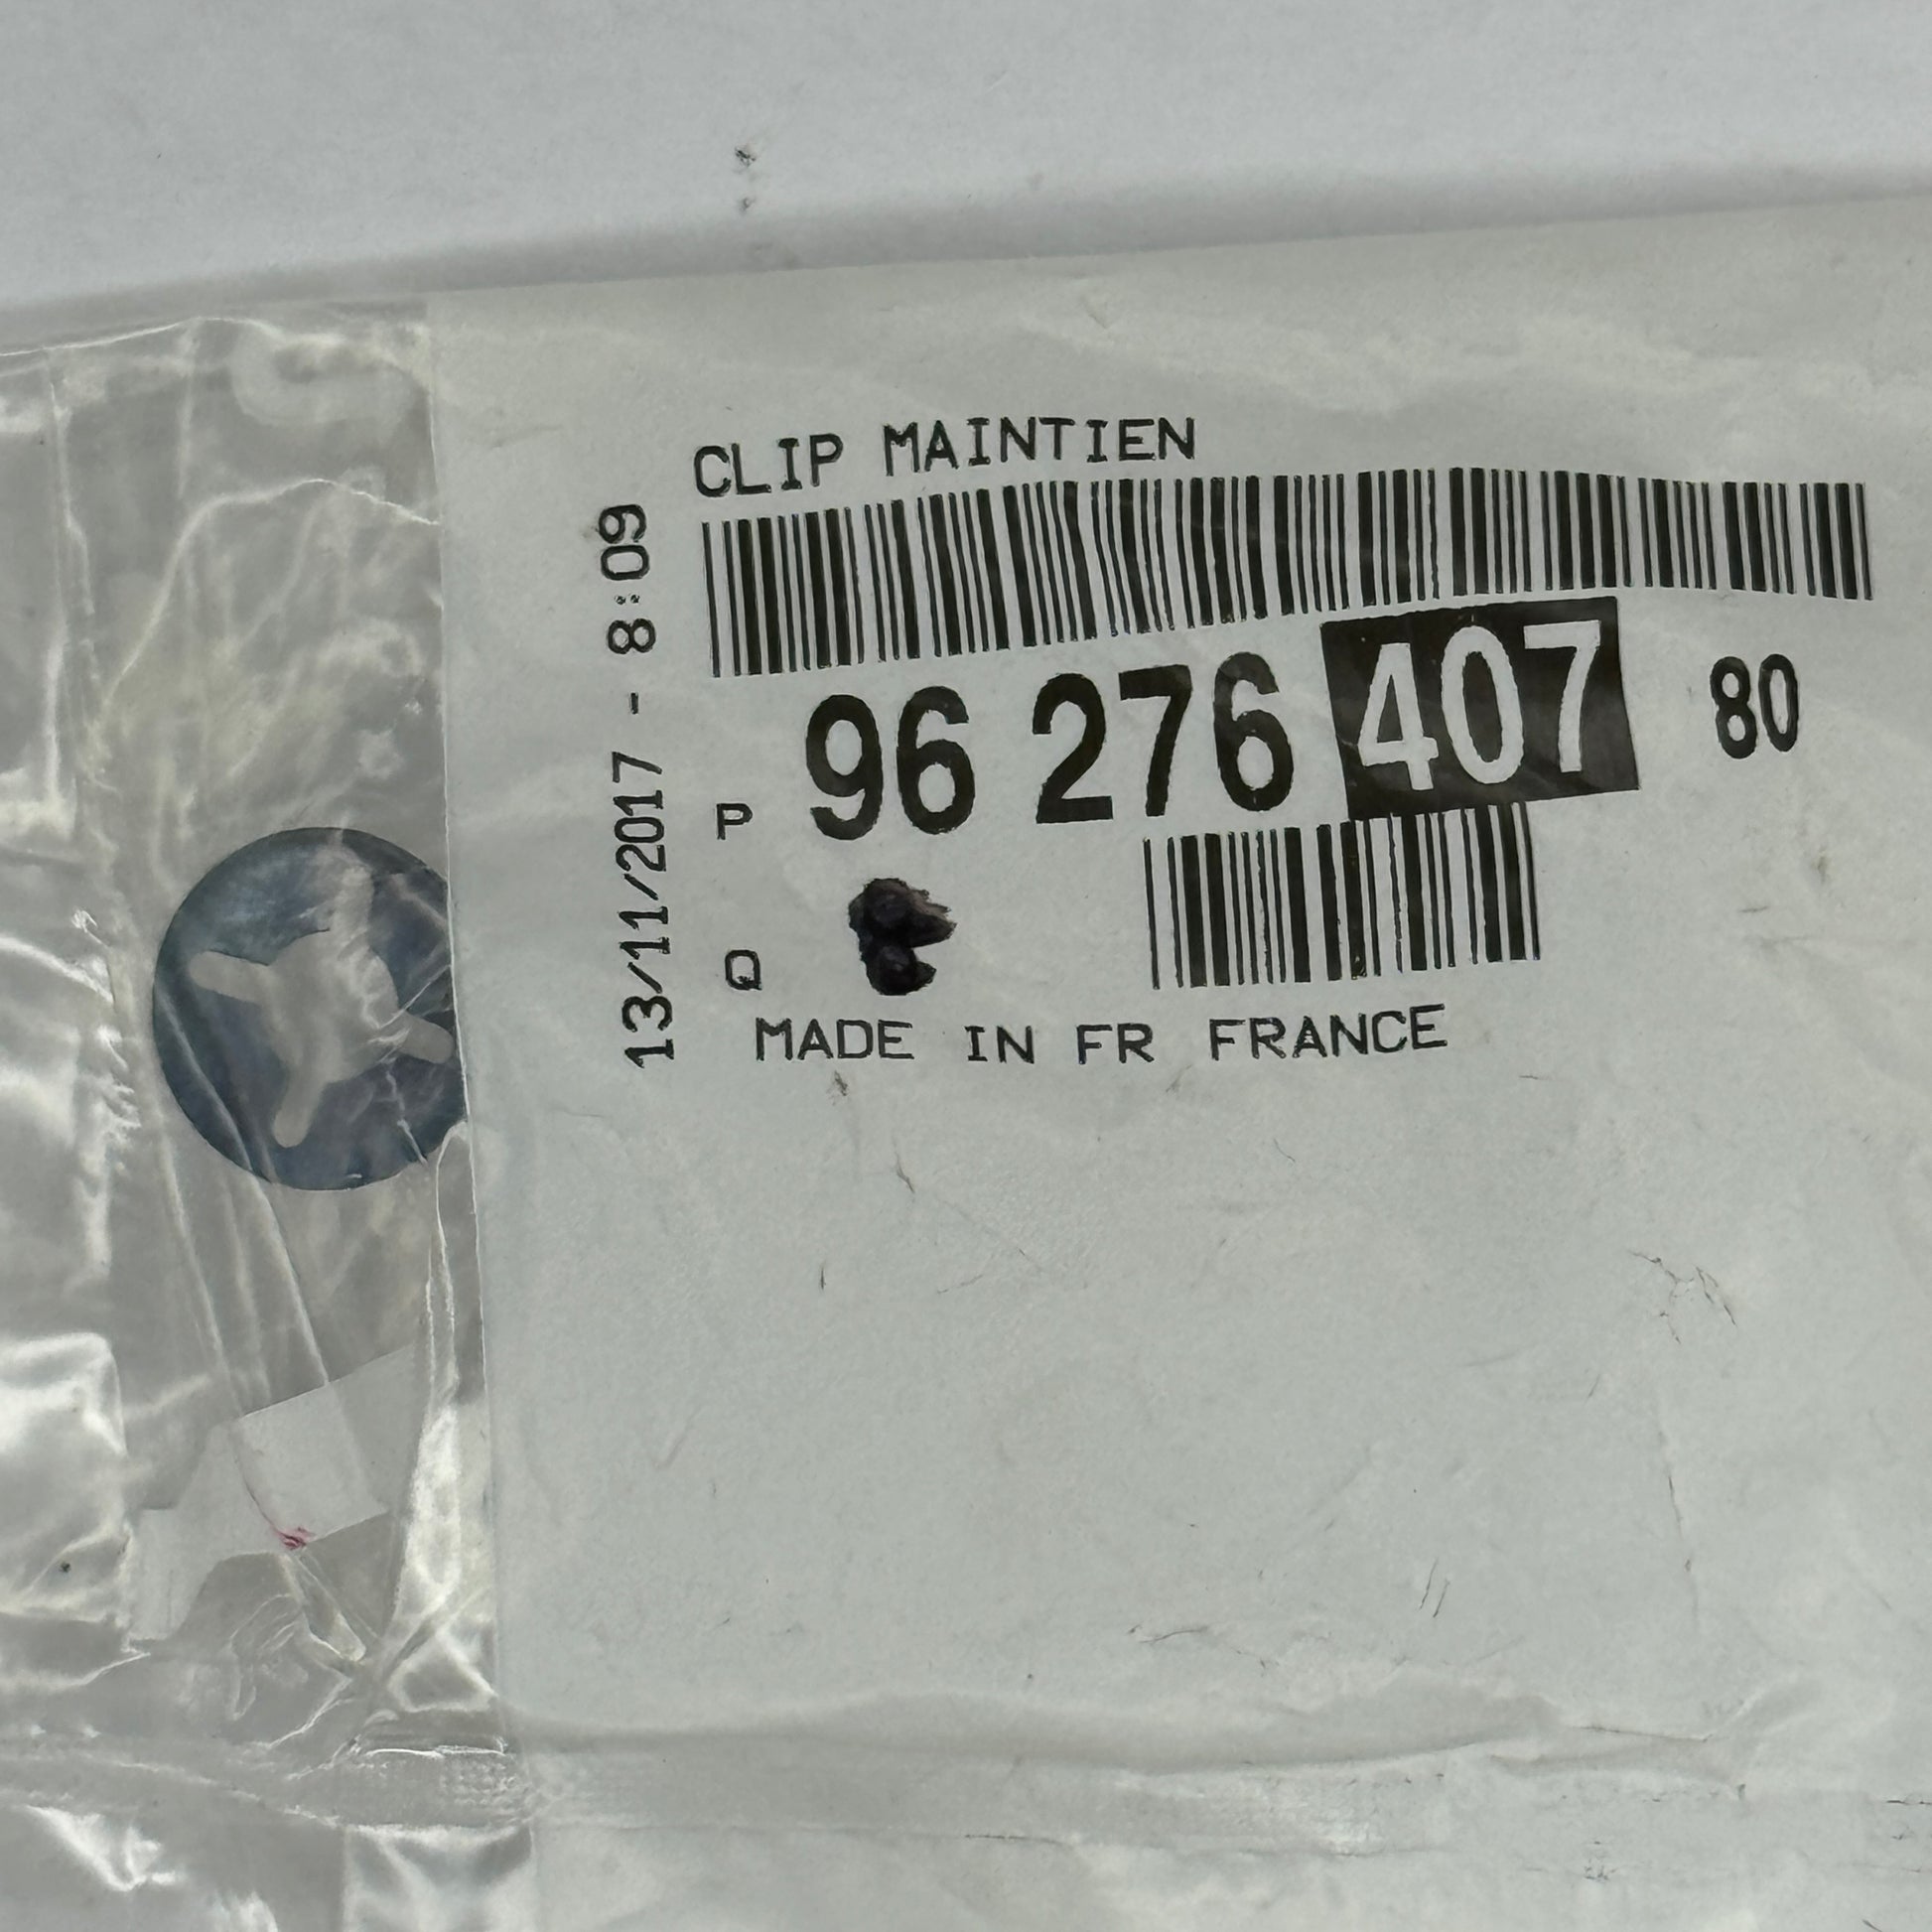 CLIP MAINTIEN
13/11/2017 - 8:09
P 96 276 407 80
Q
MADE IN FR FRANCE